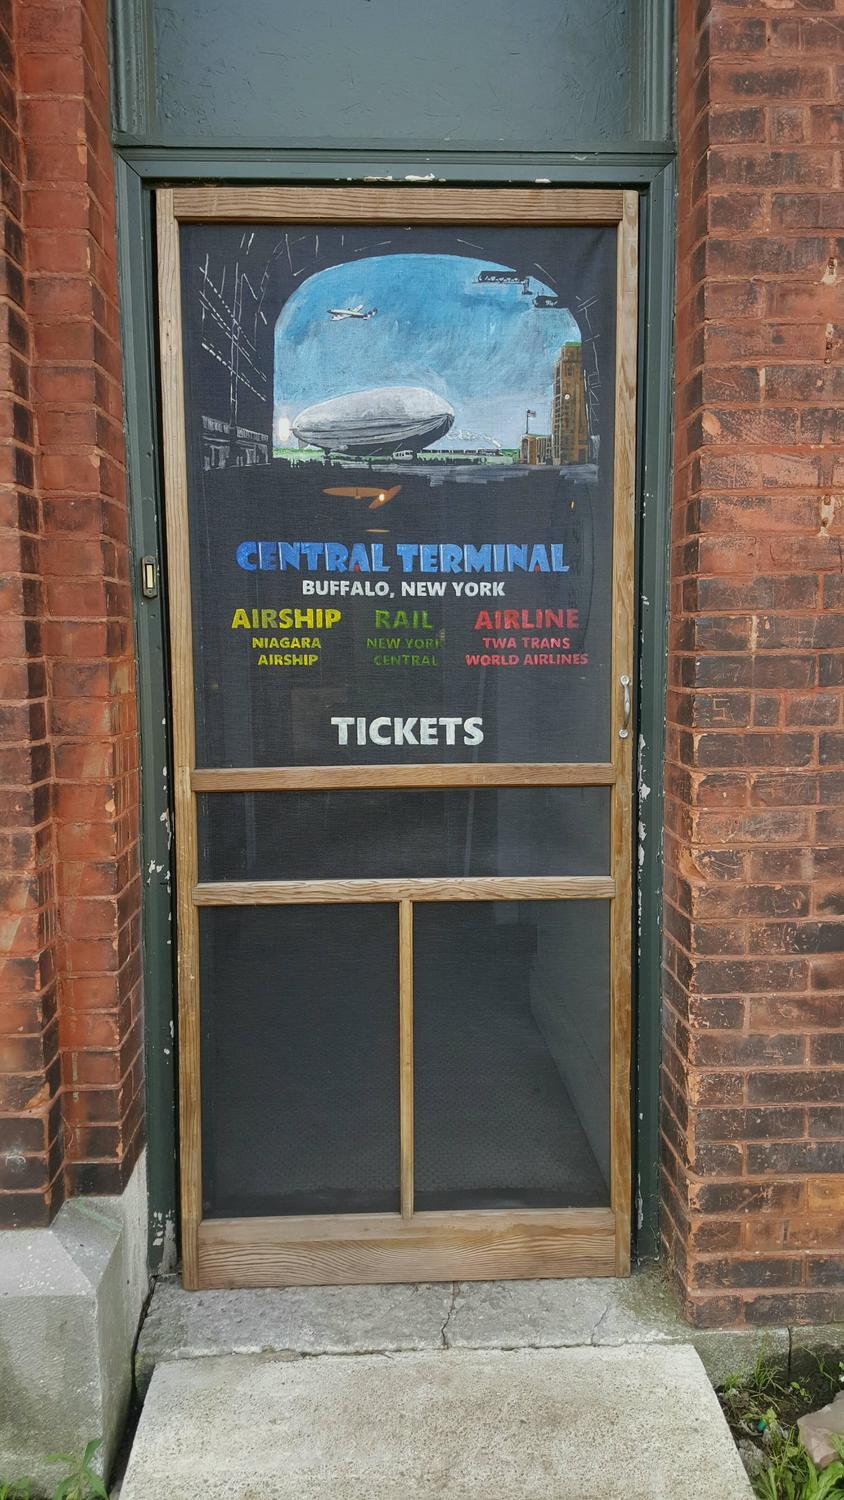 CENTRAL TERMINAL
BUFFALO, NEW YORK
AIRSHIP RAIL AIRLINE
NIAGARA NEW YORK TWA TRANS
AIRSHIP CENTRAL WORLD AIRLINES
TICKETS